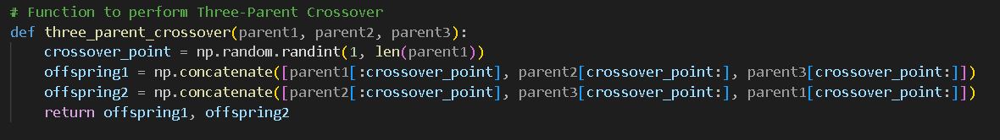 # Function to perform Three-Parent Crossover
def three_parent_crossover(parent1, parent2, parent3):
    crossover_point = np.random.randint(1, len(parent1))
    offspring1 = np.concatenate([parent1[:crossover_point], parent2[crossover_point:], parent3[crossover_point:]])
    offspring2 = np.concatenate([parent2[:crossover_point], parent3[crossover_point:], parent1[crossover_point:]])
    return offspring1, offspring2